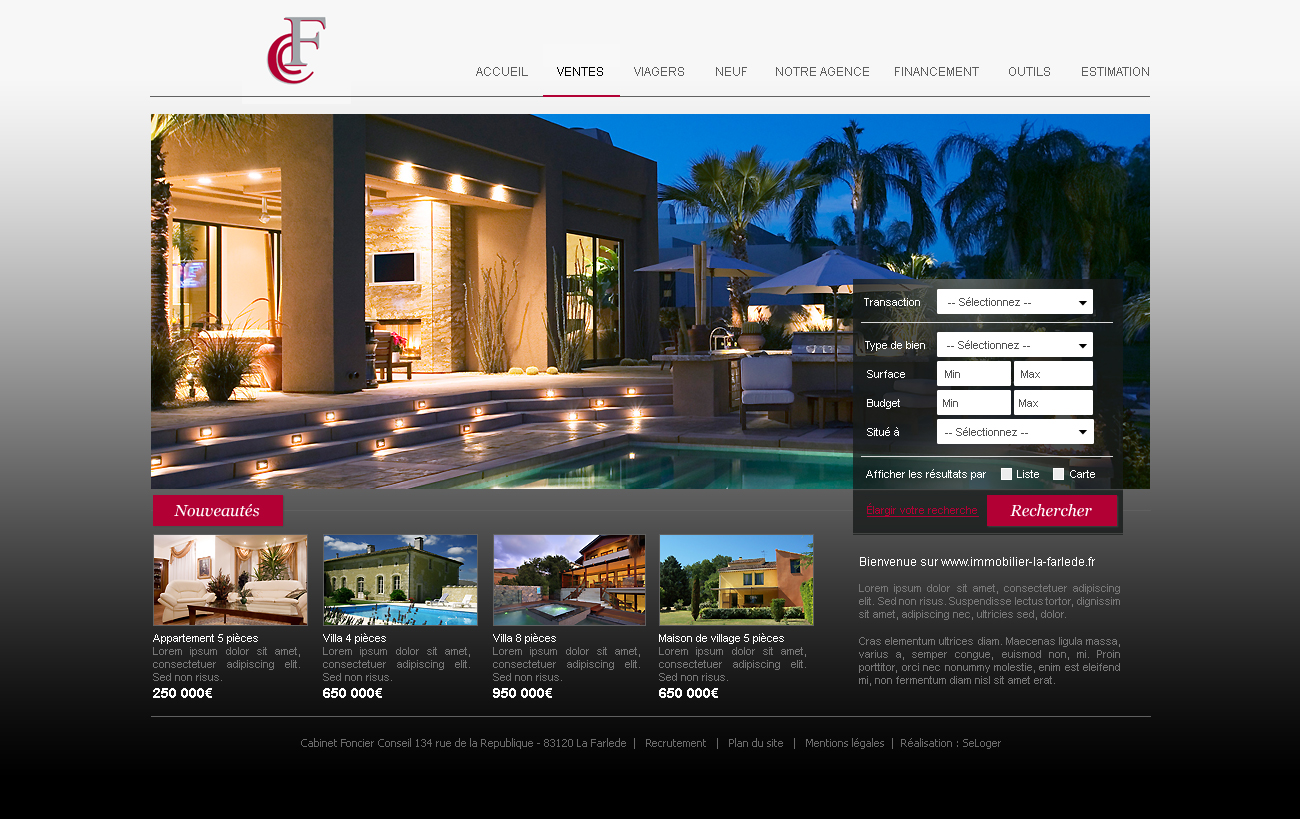 CFC
ACCUEIL VENTES VIAGERS NEUF NOTRE AGENCE FINANCEMENT OUTILS ESTIMATION
Transaction -- Sélectionnez --
Type de bien -- Sélectionnez --
Surface Min Max
Budget Min Max
Situé à -- Sélectionnez --
Afficher les résultats par Liste Carte
Élargir votre recherche Rechercher
Nouveautés
Appartement 5 pièces
Lorem ipsum dolor sit amet,
consectetuer adipiscing elit.
Sed non risus.
250 000€
Villa 4 pièces
Lorem ipsum dolor sit amet,
consectetuer adipiscing elit.
Sed non risus.
650 000€
Villa 8 pièces
Lorem ipsum dolor sit amet,
consectetuer adipiscing elit.
Sed non risus.
950 000€
Maison de village 5 pièces
Lorem ipsum dolor sit amet,
consectetuer adipiscing elit.
Sed non risus.
650 000€
Bienvenue sur www.immobilier-la-farlede.fr
Lorem ipsum dolor sit amet, consectetuer adipiscing
elit. Sed non risus. Suspendisse lectus tortor, dignissim
sit amet, adipiscing nec, ultricies sed, dolor.
Cras elementum ultrices diam. Maecenas ligula massa,
varius a, semper congue, euismod non, mi. Proin
porttitor, orci nec nonummy molestie, enim est eleifend
mi, non fermentum diam nisl sit amet erat.
Cabinet Foncier Conseil 134 rue de la Republique - 83120 La Farlede | Recrutement | Plan du site | Mentions légales | Réalisation : SeLoger